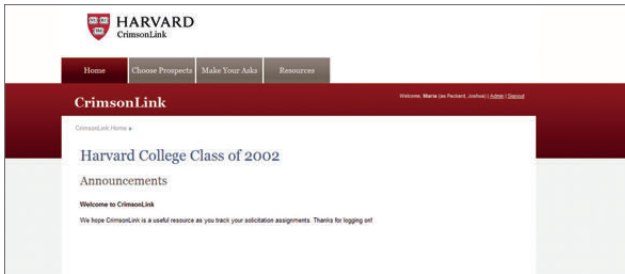 HARVARD
CrimsonLink
Home Choose Prospects Make Your Asks Resources
CrimsonLink
Welcome, Maria (as Packard, Joshua) | Admin | Signout
CrimsonLink Home ▸
Harvard College Class of 2002
Announcements
Welcome to CrimsonLink
We hope CrimsonLink is a useful resource as you track your solicitation assignments. Thanks for logging on!